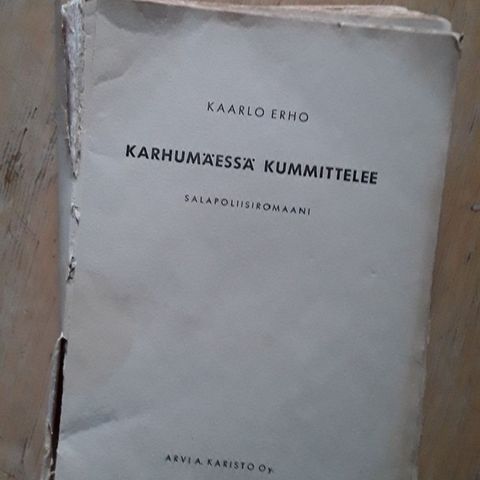 KAARLO ERHO
KARHUMÄESSÄ KUMMITTELEE
SALAPOLIISIROMAANI
ARVI A. KARISTO Oy.